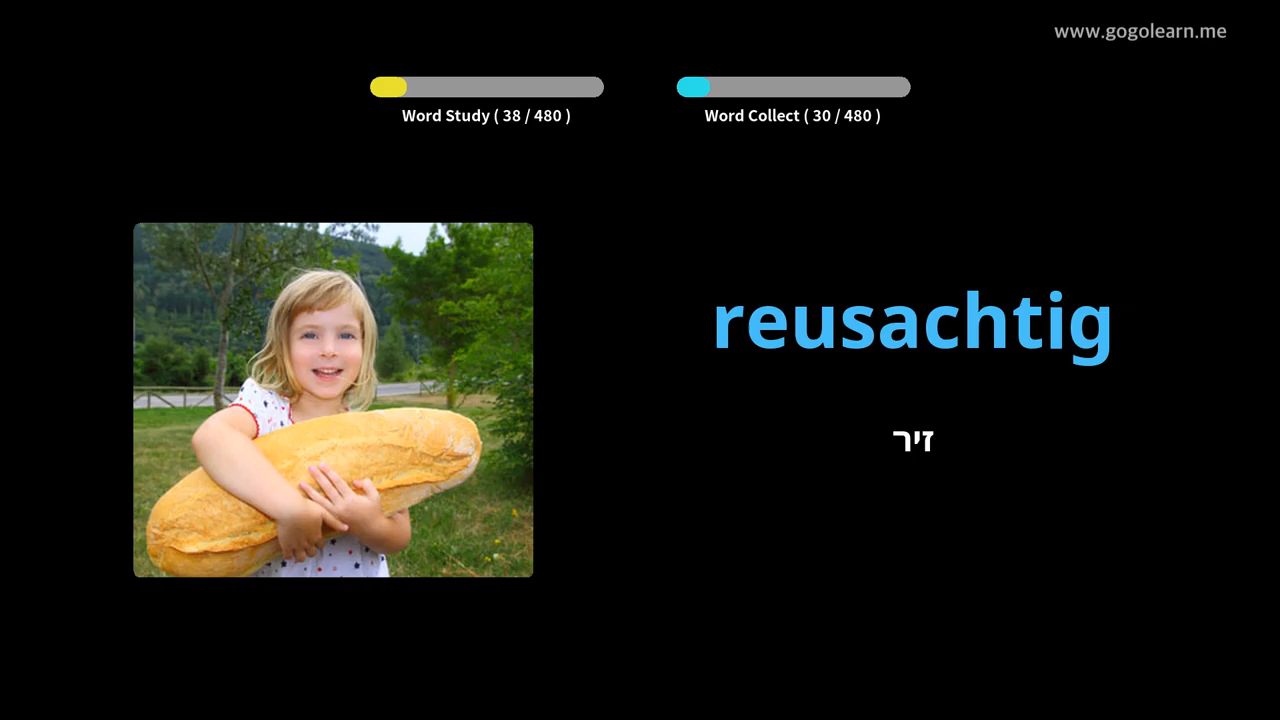 www.gogolearn.me
Word Study ( 38 / 480 )
Word Collect ( 30 / 480 )
reusachtig
זיר